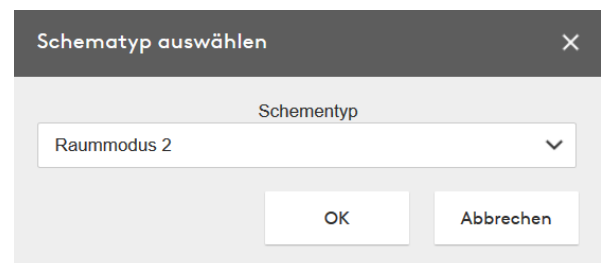 Schematyp auswählen
Schementyp
Raummodus 2
OK
Abbrechen